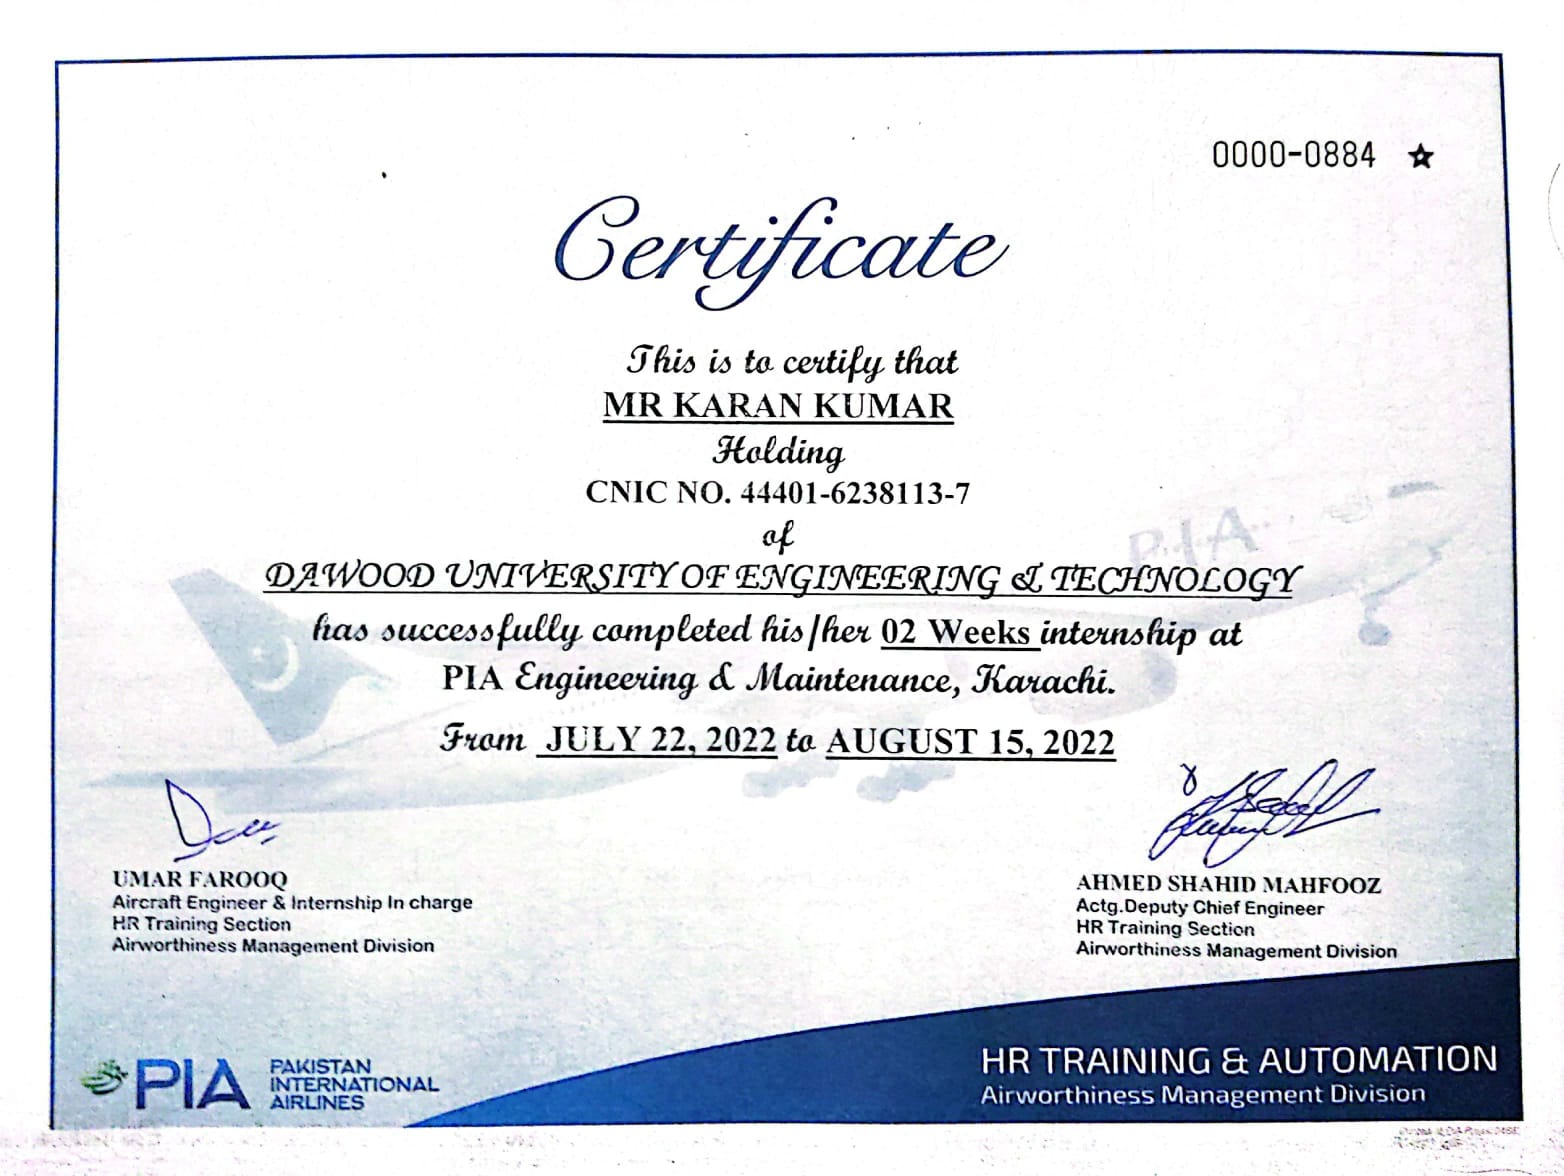 0000-0884
Certificate
This is to certify that
MR KARAN KUMAR
Holding
CNIC NO. 44401-6238113-7
of
DAWOOD UNIVERSITY OF ENGINEERING & TECHNOLOGY
has successfully completed his/her 02 Weeks internship at
PIA Engineering & Maintenance, Karachi.
From JULY 22, 2022 to AUGUST 15, 2022
UMAR FAROOQ
Aircraft Engineer & Internship In charge
HR Training Section
Airworthiness Management Division
AHMED SHAHID MAHFOOZ
Actg.Deputy Chief Engineer
HR Training Section
Airworthiness Management Division
PIA
PIA
PAKISTAN
INTERNATIONAL
AIRLINES
HR TRAINING & AUTOMATION
Airworthiness Management Division